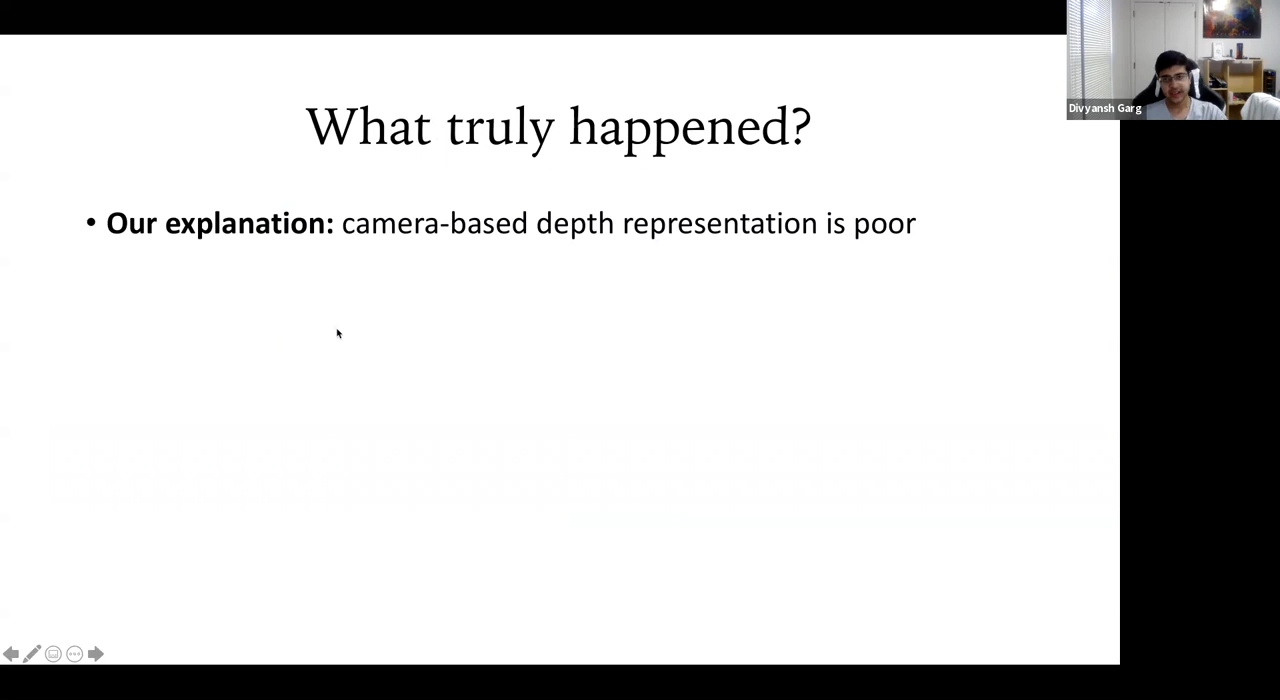 Divyansh Garg
What truly happened?
• Our explanation: camera-based depth representation is poor